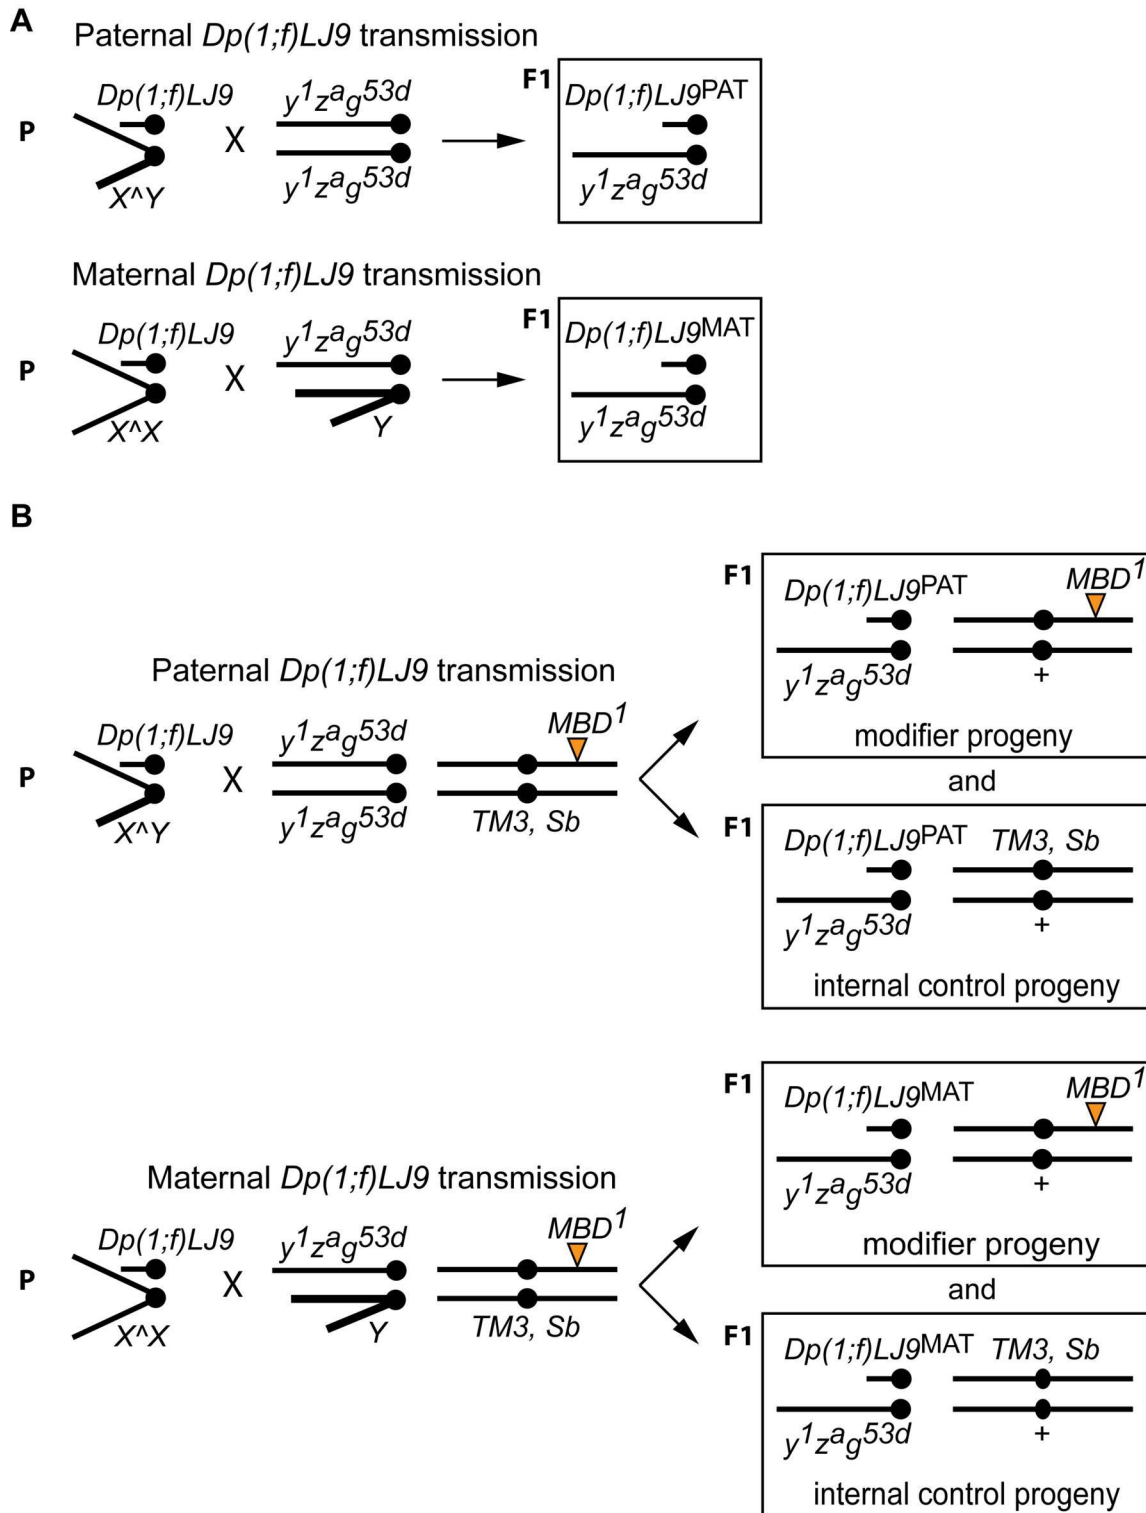 A
Paternal Dp(1;f)LJ9 transmission
P
Dp(1;f)LJ9
X^Y
X
y1zag53d
y1zag53d
F1
Dp(1;f)LJ9PAT
y1zag53d
Maternal Dp(1;f)LJ9 transmission
P
Dp(1;f)LJ9
X^X
X
y1zag53d
Y
F1
Dp(1;f)LJ9MAT
y1zag53d
B
Paternal Dp(1;f)LJ9 transmission
P
Dp(1;f)LJ9
X^Y
X
y1zag53d
y1zag53d
MBD1
TM3, Sb
F1
Dp(1;f)LJ9PAT
MBD1
y1zag53d
+
modifier progeny
and
F1
Dp(1;f)LJ9PAT
TM3, Sb
y1zag53d
+
internal control progeny
Maternal Dp(1;f)LJ9 transmission
P
Dp(1;f)LJ9
X^X
X
y1zag53d
Y
MBD1
TM3, Sb
F1
Dp(1;f)LJ9MAT
MBD1
y1zag53d
+
modifier progeny
and
F1
Dp(1;f)LJ9MAT
TM3, Sb
y1zag53d
+
internal control progeny